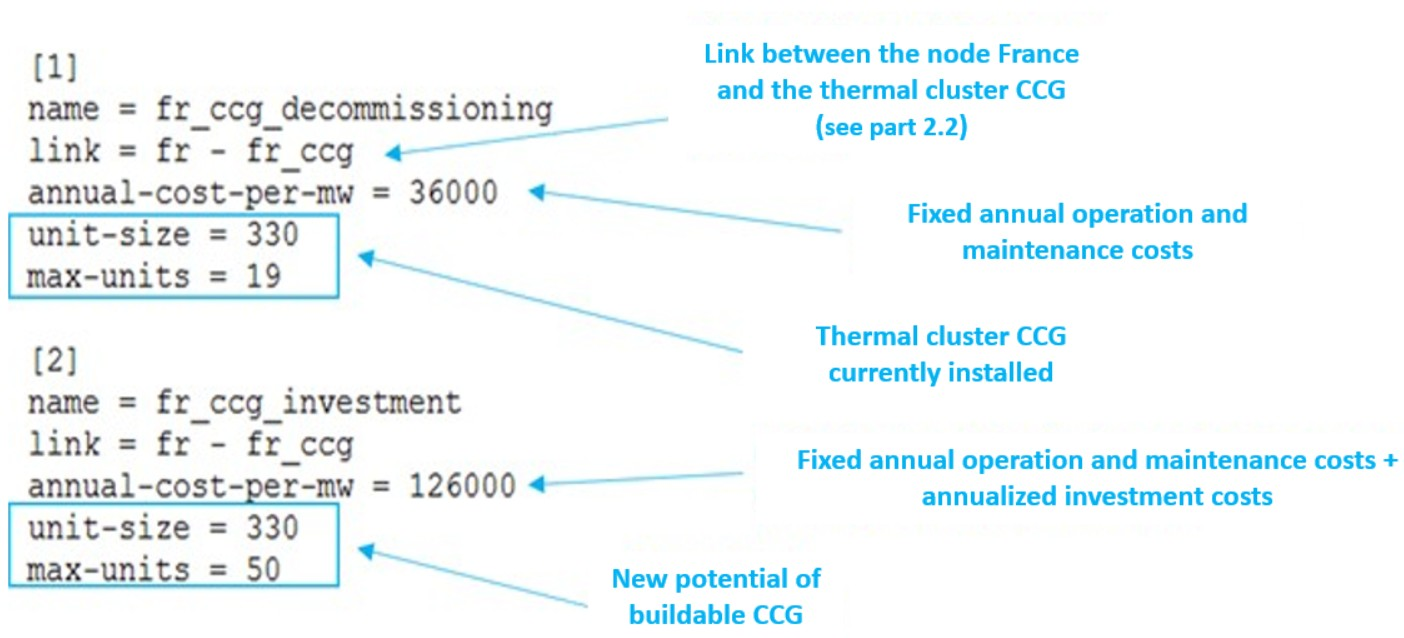 [1]
name = fr_ccg_decommissioning
link = fr - fr_ccg
annual-cost-per-mw = 36000
unit-size = 330
max-units = 19
Link between the node France
and the thermal cluster CCG
(see part 2.2)
Fixed annual operation and
maintenance costs
Thermal cluster CCG
currently installed
[2]
name = fr_ccg_investment
link = fr - fr_ccg
annual-cost-per-mw = 126000
unit-size = 330
max-units = 50
Fixed annual operation and maintenance costs +
annualized investment costs
New potential of
buildable CCG